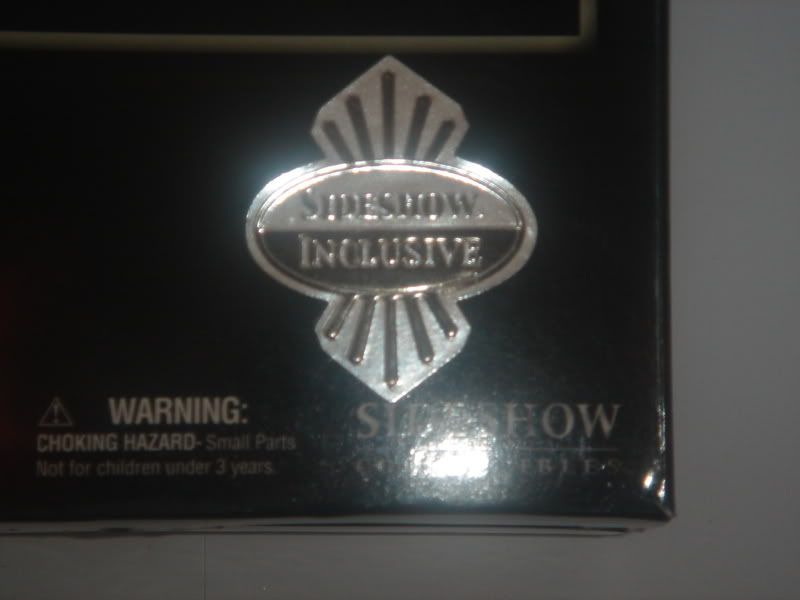 SIDESHOW
INCLUSIVE
WARNING:
CHOKING HAZARD- Small Parts
Not for children under 3 years.
SIDESHOW